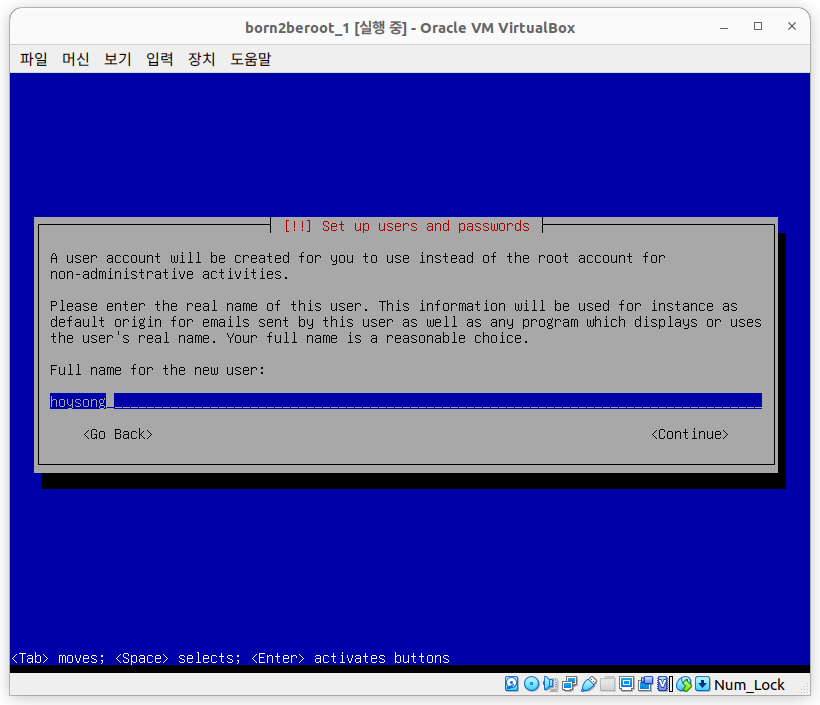 born2beroot_1 [실행 중] - Oracle VM VirtualBox
파일 머신 보기 입력 장치 도움말
[!!] Set up users and passwords
A user account will be created for you to use instead of the root account for
non-administrative activities.
Please enter the real name of this user. This information will be used for instance as
default origin for emails sent by this user as well as any program which displays or uses
the user's real name. Your full name is a reasonable choice.
Full name for the new user:
hoysong
<Go Back> <Continue>
<Tab> moves; <Space> selects; <Enter> activates buttons
Num_Lock